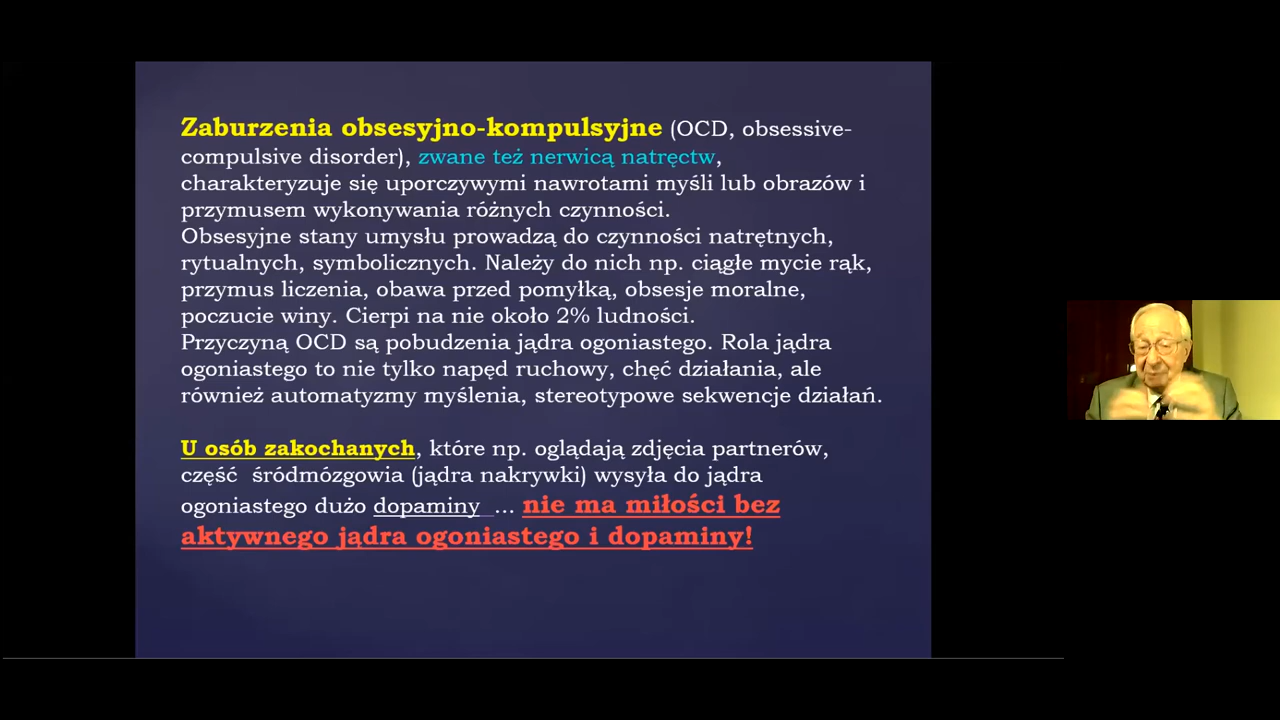 Zaburzenia obsesyjno-kompulsyjne (OCD, obsessive-
compulsive disorder), zwane też nerwicą natręctw,
charakteryzuje się uporczywymi nawrotami myśli lub obrazów i
przymusem wykonywania różnych czynności.
Obsesyjne stany umysłu prowadzą do czynności natrętnych,
rytualnych, symbolicznych. Należy do nich np. ciągłe mycie rąk,
przymus liczenia, obawa przed pomyłką, obsesje moralne,
poczucie winy. Cierpi na nie około 2% ludności.
Przyczyną OCD są pobudzenia jądra ogoniastego. Rola jądra
ogoniastego to nie tylko napęd ruchowy, chęć działania, ale
również automatyzmy myślenia, stereotypowe sekwencje działań.
U osób zakochanych, które np. oglądają zdjęcia partnerów,
część śródmózgowia (jądra nakrywki) wysyła do jądra
ogoniastego dużo dopaminy ... nie ma miłości bez
aktywnego jądra ogoniastego i dopaminy!